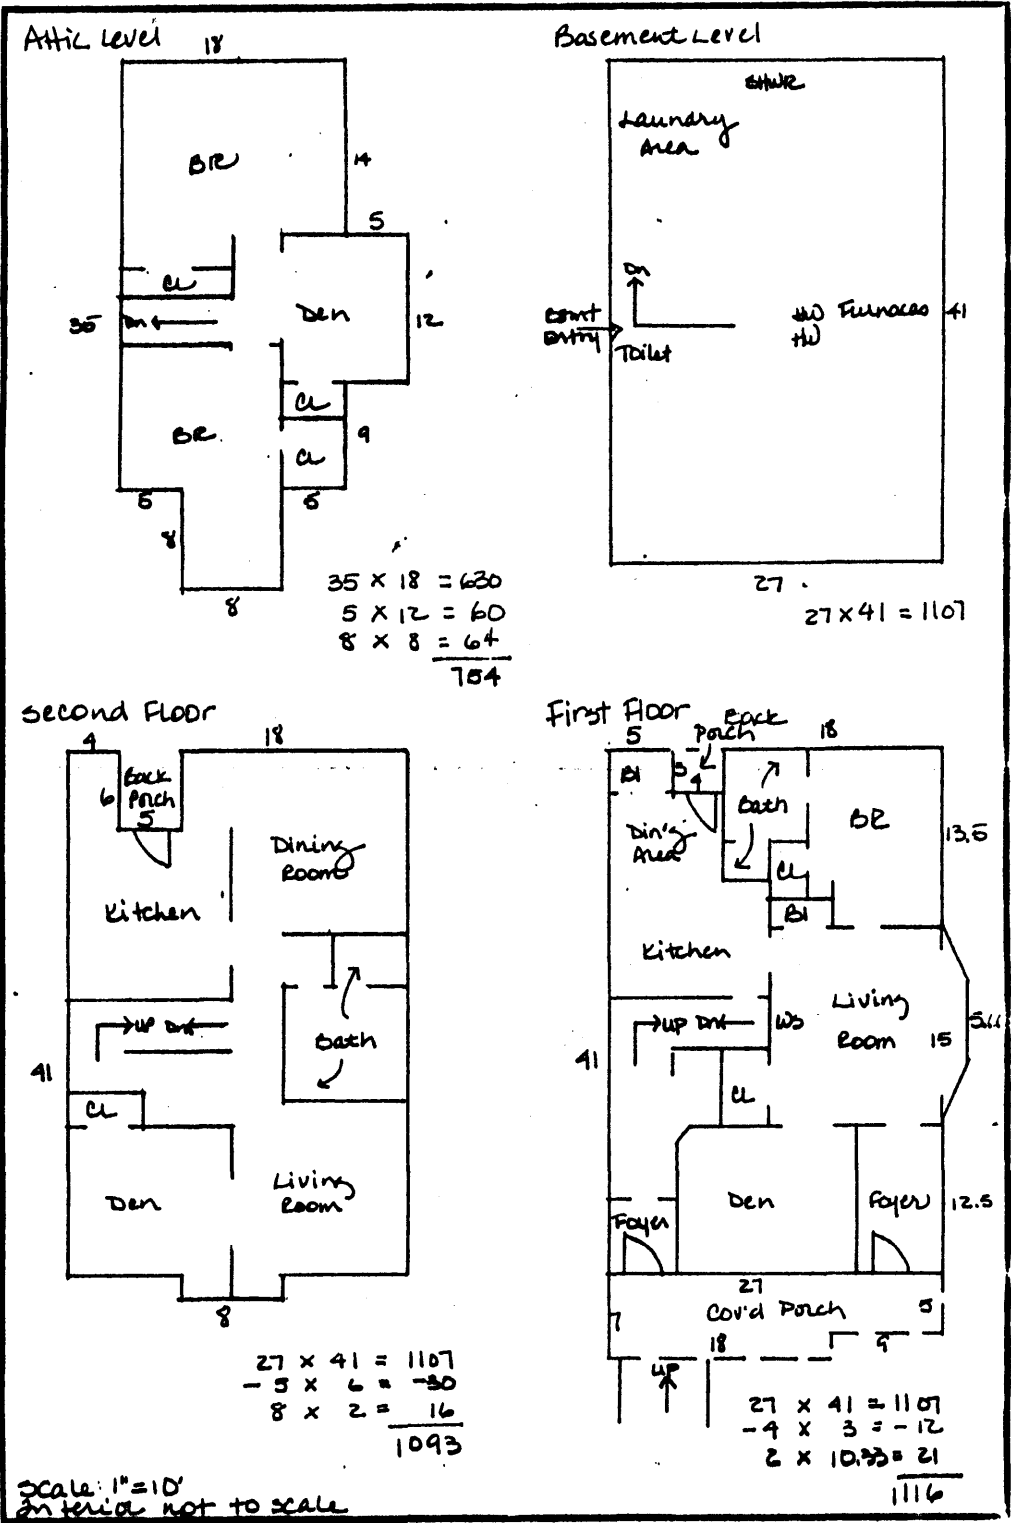 Attic Level
18
BR
14
5
CL
35
Dn
Den
12
CL
BR
9
CL
5
5
8
8
35 x 18 = 630
5 x 12 = 60
8 x 8 = 64
754
Basement Level
Laundry
Area
Dn
Bsmt
Entry
Toilet
HW Furnaces
HW
41
27
27 x 41 = 1107
Second Floor
4
18
6
Back
Porch
5
Dining
Room
Kitchen
UP Dn
Bath
41
CL
Den
Living
Room
8
27 x 41 = 1107
- 5 x 6 = -30
8 x 2 = 16
1093
First Floor
Back
Porch
5
18
BI
3
4
Bath
Din'g
Area
BR
13.5
CL
BI
Kitchen
Living
Room
UP Dn
WS
15
41
CL
Den
Foyer
Foyer
12.5
27
Cov'd Porch
7
5
18
9
UP
27 x 41 = 1107
- 4 x 3 = - 12
2 x 10.33 = 21
1116
Scale: 1" = 10'
Interior not to scale